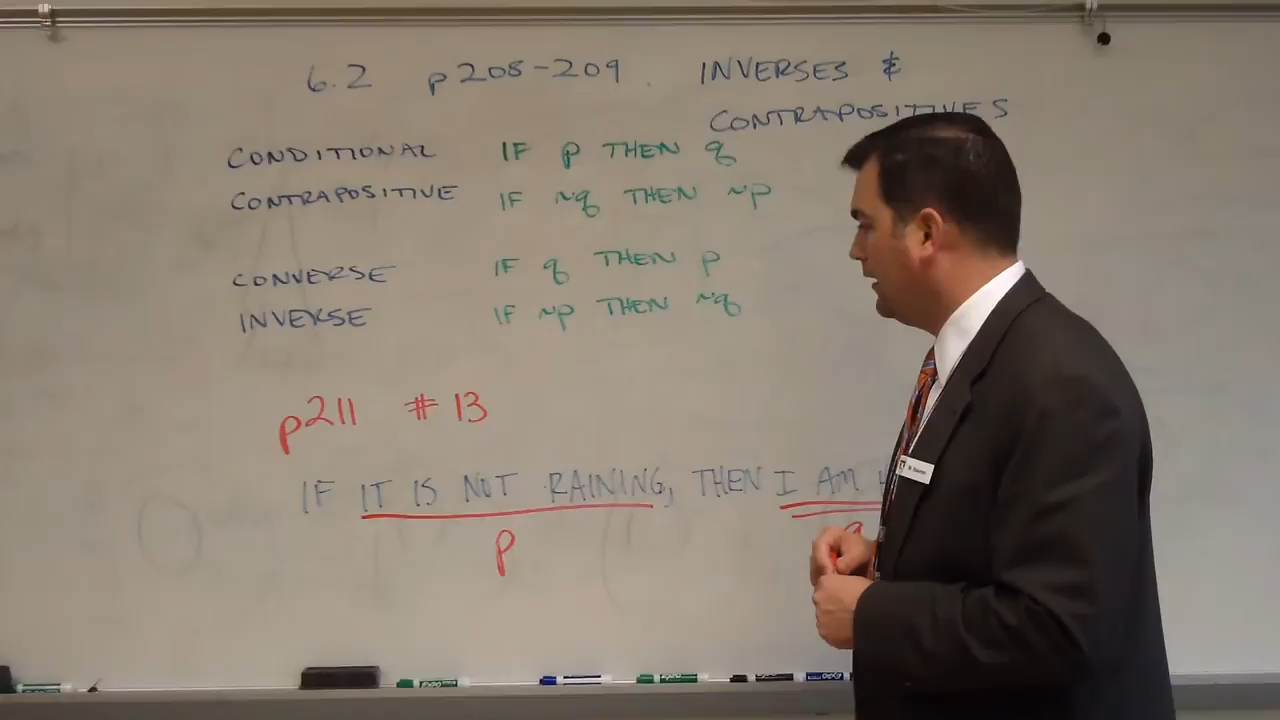 6.2 p208-209. INVERSES &
CONTRAPOSITIVES
CONDITIONAL IF p THEN q
CONTRAPOSITIVE IF ~q THEN ~p
CONVERSE IF q THEN p
INVERSE IF ~p THEN ~q
p211 # 13
IF IT IS NOT RAINING, THEN I AM
p